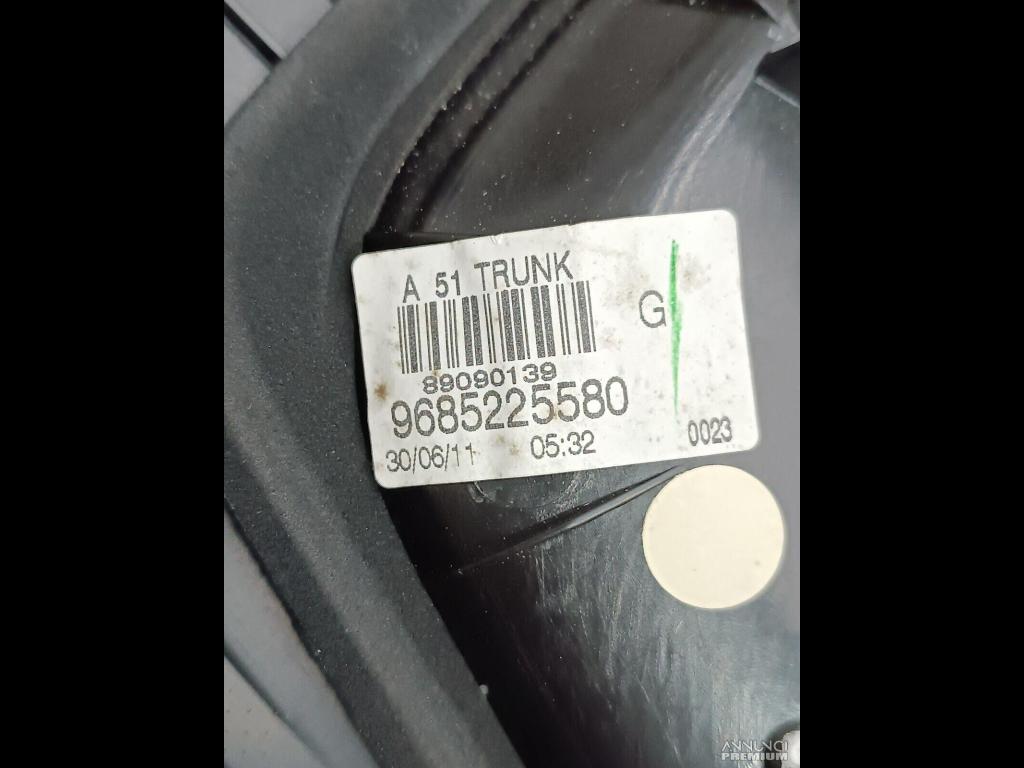 A 51 TRUNK
G
89090139
9685225580
30/06/11 05:32 0023
ANNUNCI
PREMIUM